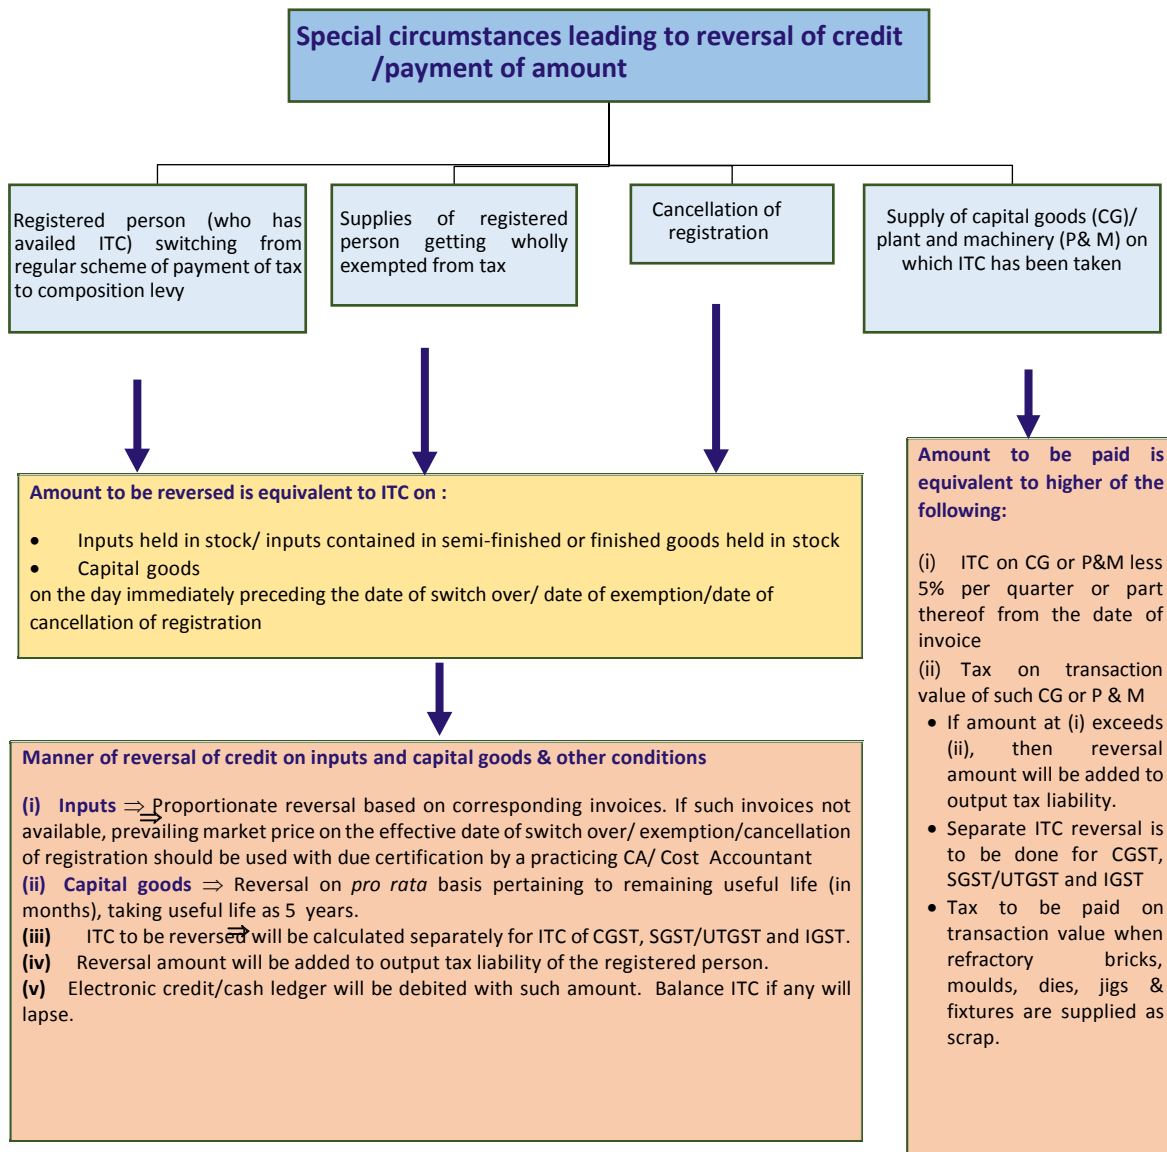 Special circumstances leading to reversal of credit
/payment of amount
Registered person (who has
availed ITC) switching from
regular scheme of payment of tax
to composition levy
Supplies of registered
person getting wholly
exempted from tax
Cancellation of
registration
Supply of capital goods (CG)/
plant and machinery (P& M) on
which ITC has been taken
Amount to be reversed is equivalent to ITC on :
• Inputs held in stock/ inputs contained in semi-finished or finished goods held in stock
• Capital goods
on the day immediately preceding the date of switch over/ date of exemption/date of
cancellation of registration
Manner of reversal of credit on inputs and capital goods & other conditions
(i) Inputs ⇒ Proportionate reversal based on corresponding invoices. If such invoices not
available, prevailing market price on the effective date of switch over/ exemption/cancellation
of registration should be used with due certification by a practicing CA/ Cost Accountant
(ii) Capital goods ⇒ Reversal on pro rata basis pertaining to remaining useful life (in
months), taking useful life as 5 years.
(iii) ITC to be reversed will be calculated separately for ITC of CGST, SGST/UTGST and IGST.
(iv) Reversal amount will be added to output tax liability of the registered person.
(v) Electronic credit/cash ledger will be debited with such amount. Balance ITC if any will
lapse.
Amount to be paid is
equivalent to higher of the
following:
(i) ITC on CG or P&M less
5% per quarter or part
thereof from the date of
invoice
(ii) Tax on transaction
value of such CG or P & M
• If amount at (i) exceeds
(ii), then reversal
amount will be added to
output tax liability.
• Separate ITC reversal is
to be done for CGST,
SGST/UTGST and IGST
• Tax to be paid on
transaction value when
refractory bricks,
moulds, dies, jigs &
fixtures are supplied as
scrap.